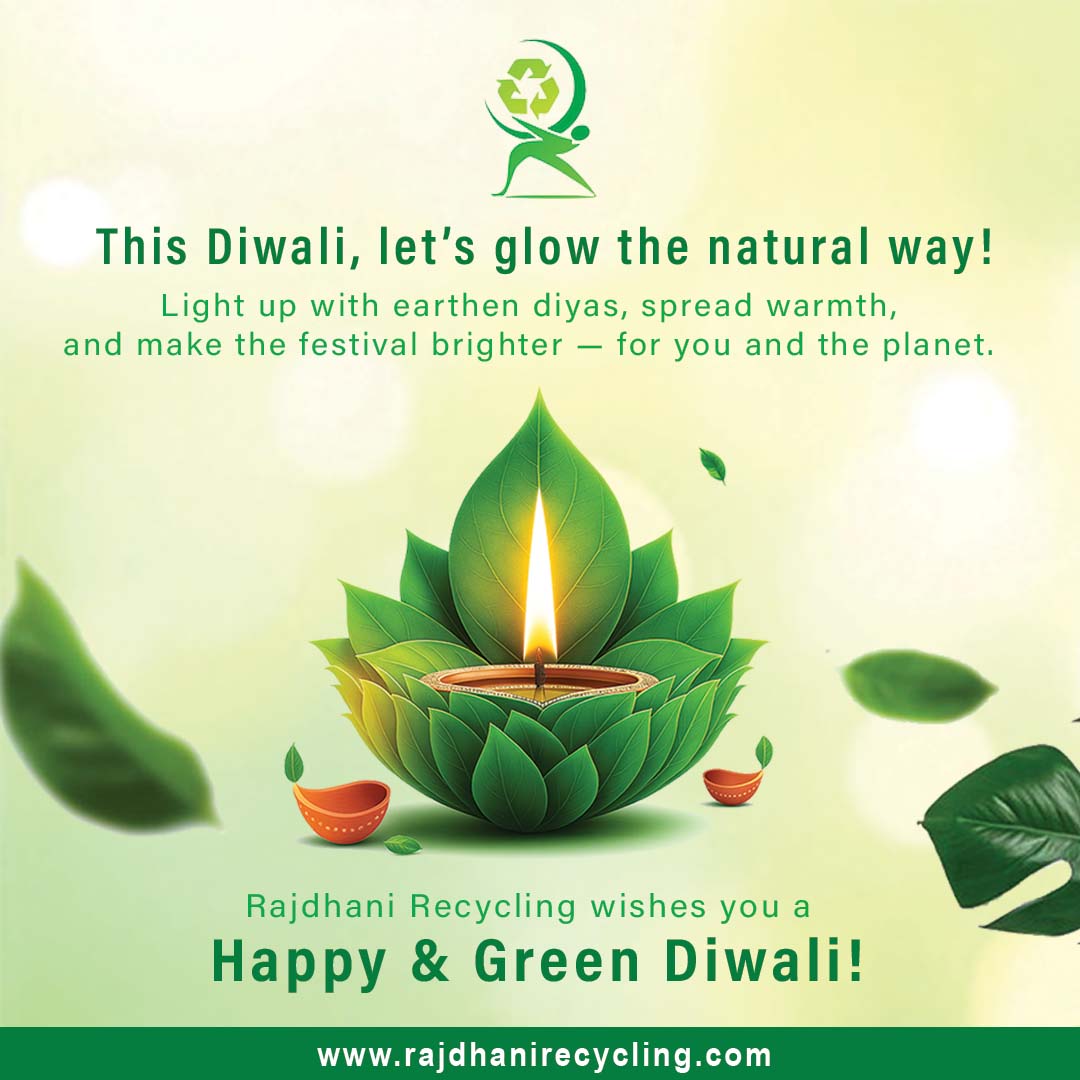 This Diwali, let’s glow the natural way!
Light up with earthen diyas, spread warmth,
and make the festival brighter — for you and the planet.
Rajdhani Recycling wishes you a
Happy & Green Diwali!
www.rajdhanirecycling.com